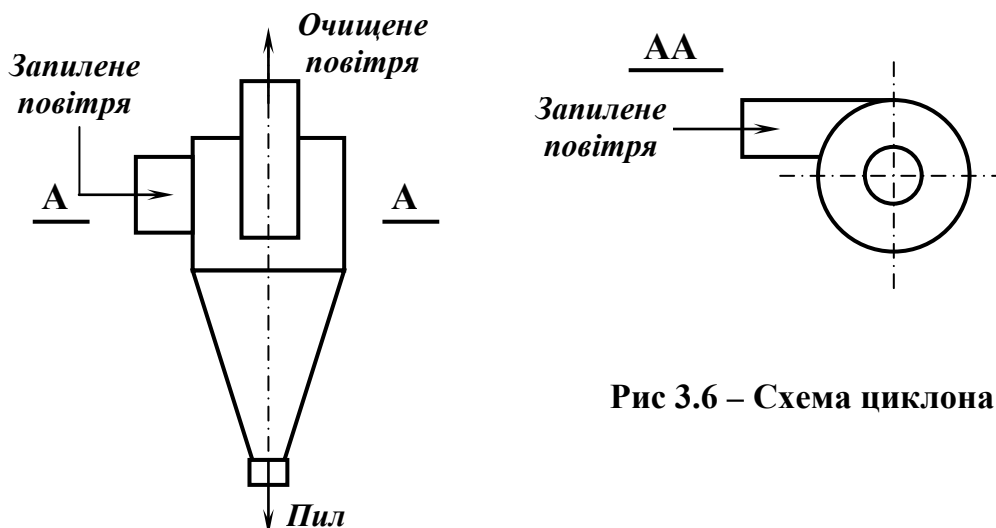 Очищене
повітря
Запилене
повітря
А
А
Пил
АА
Запилене
повітря
Рис 3.6 – Схема циклона